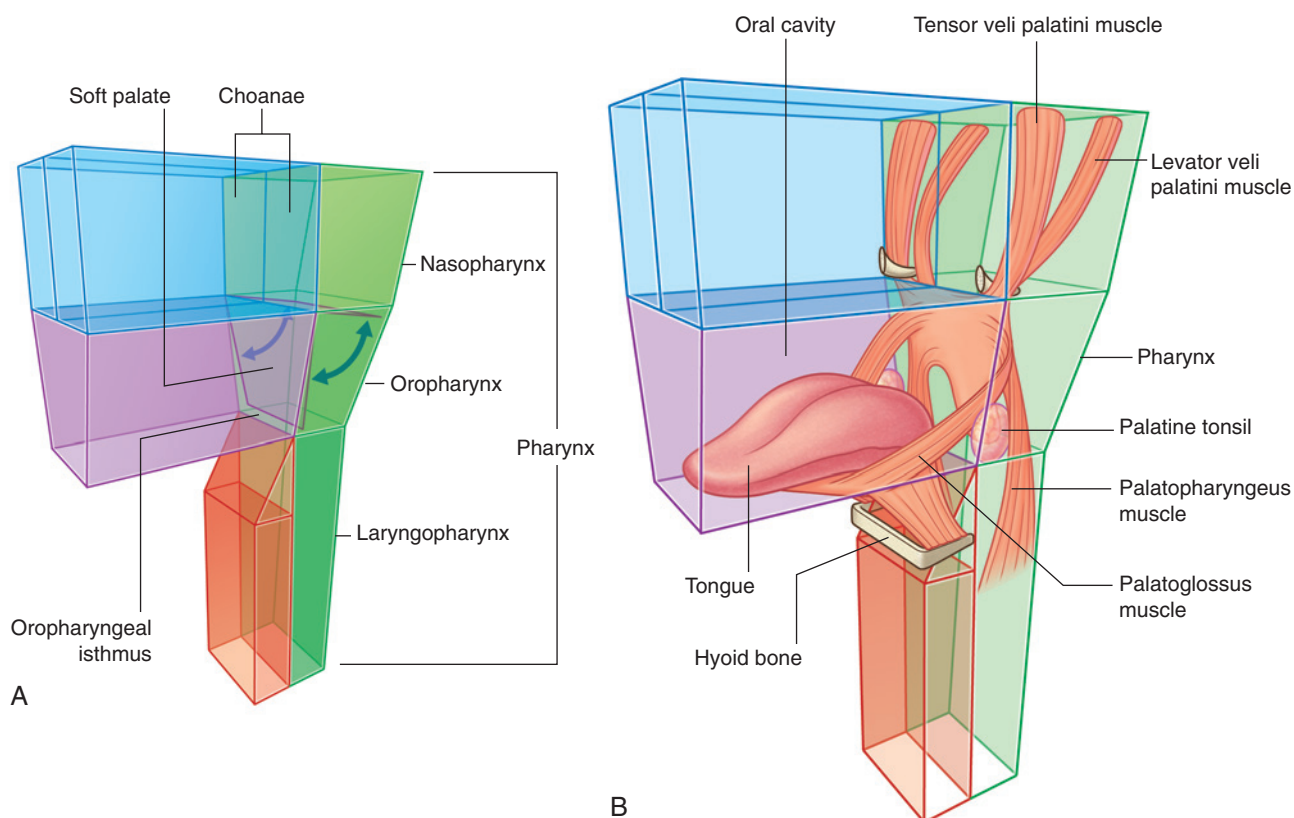 Soft palate
Choanae
Nasopharynx
Oropharynx
Pharynx
Laryngopharynx
Oropharyngeal
isthmus
A
Oral cavity
Tensor veli palatini muscle
Levator veli
palatini muscle
Pharynx
Palatine tonsil
Palatopharyngeus
muscle
Palatoglossus
muscle
Tongue
Hyoid bone
B